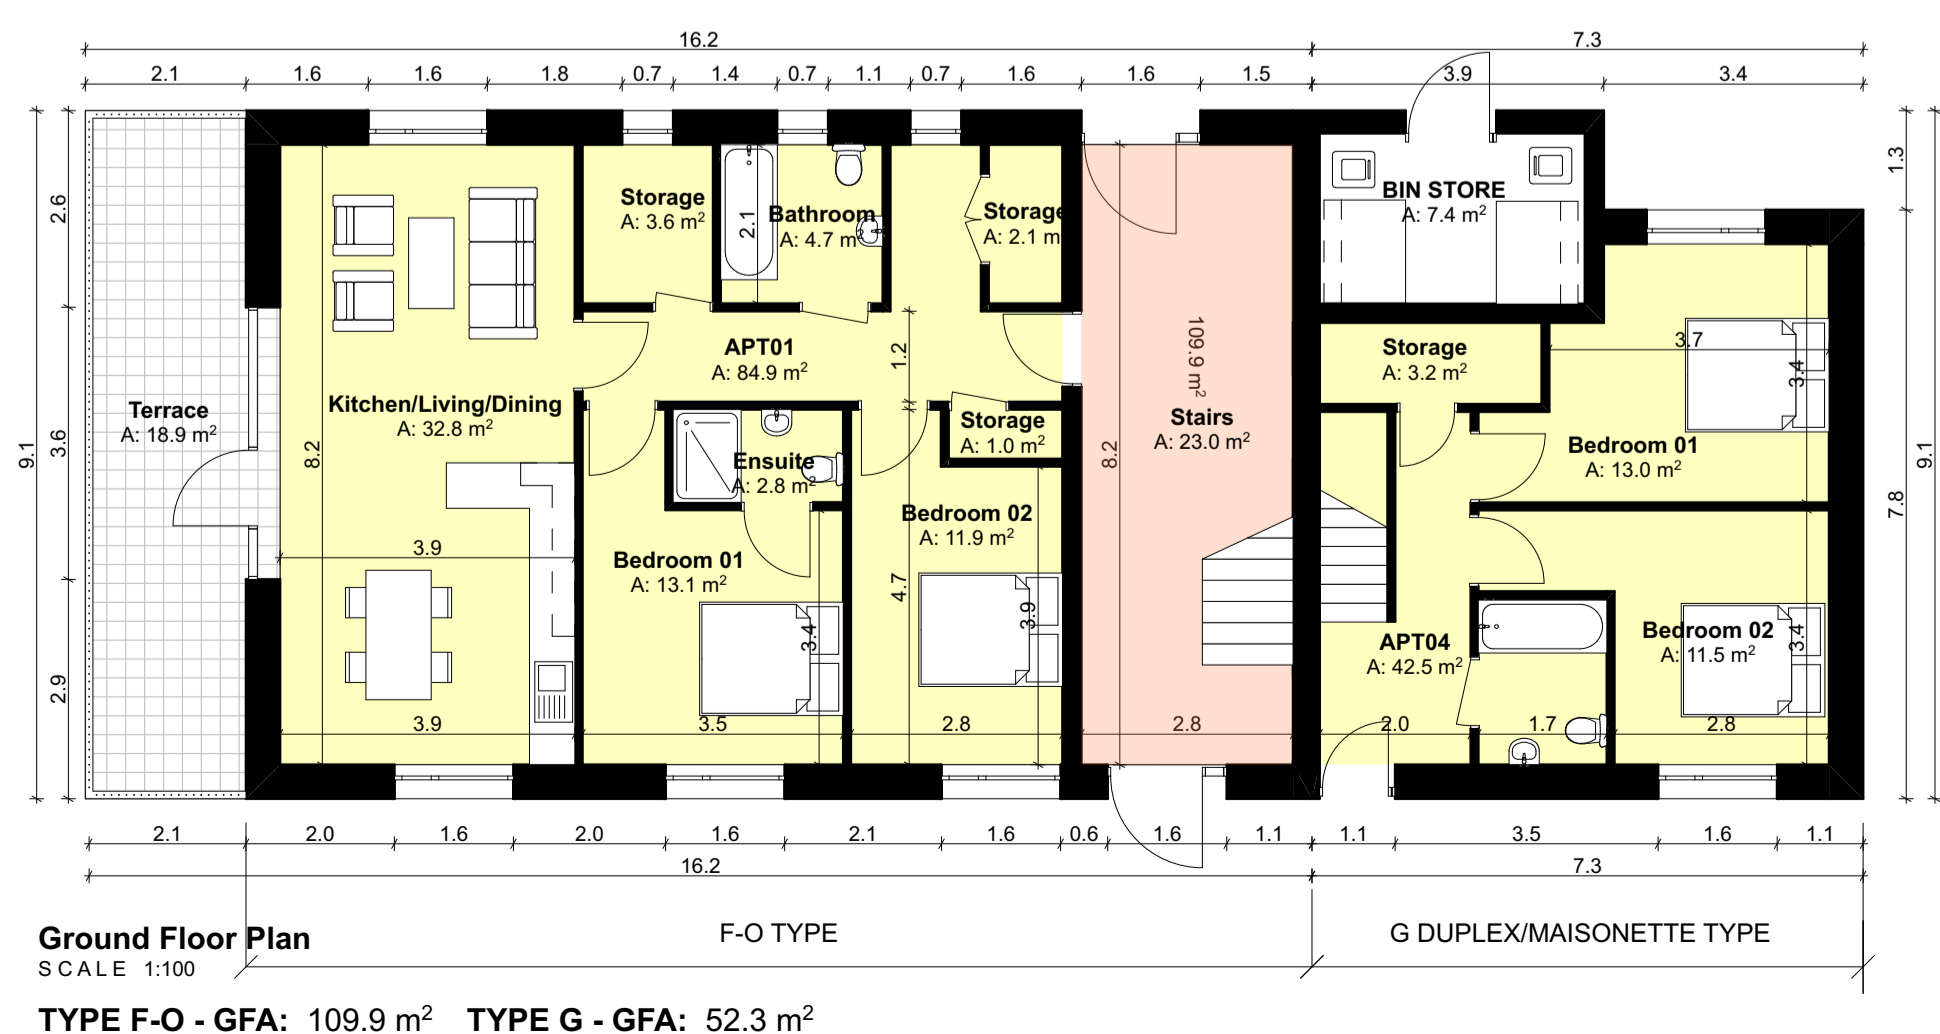 16.2 7.3
2.1 1.6 1.6 1.8 0.7 1.4 0.7 1.1 0.7 1.6 1.6 1.5 3.9 3.4
9.1
2.6
3.6
2.9
1.3
7.8
9.1
Terrace
A: 18.9 m²
Kitchen/Living/Dining
A: 32.8 m²
8.2
3.9
3.9
Storage
A: 3.6 m²
Bathroom
A: 4.7 m²
2.1
Storage
A: 2.1 m
APT01
A: 84.9 m²
1.2
Storage
A: 1.0 m²
Ensuite
A: 2.8 m²
Bedroom 01
A: 13.1 m²
3.4
3.5
Bedroom 02
A: 11.9 m²
4.7
3.9
2.8
109.9 m²
Stairs
A: 23.0 m²
8.2
2.8
BIN STORE
A: 7.4 m²
Storage
A: 3.2 m²
3.7
3.4
Bedroom 01
A: 13.0 m²
APT04
A: 42.5 m²
2.0
1.7
Bedroom 02
A: 11.5 m²
3.4
2.8
2.1 2.0 1.6 2.0 1.6 2.1 1.6 0.6 1.6 1.1 1.1 3.5 1.6 1.1
16.2 7.3
F-O TYPE G DUPLEX/MAISONETTE TYPE
Ground Floor Plan
SCALE 1:100
TYPE F-O - GFA: 109.9 m² TYPE G - GFA: 52.3 m²